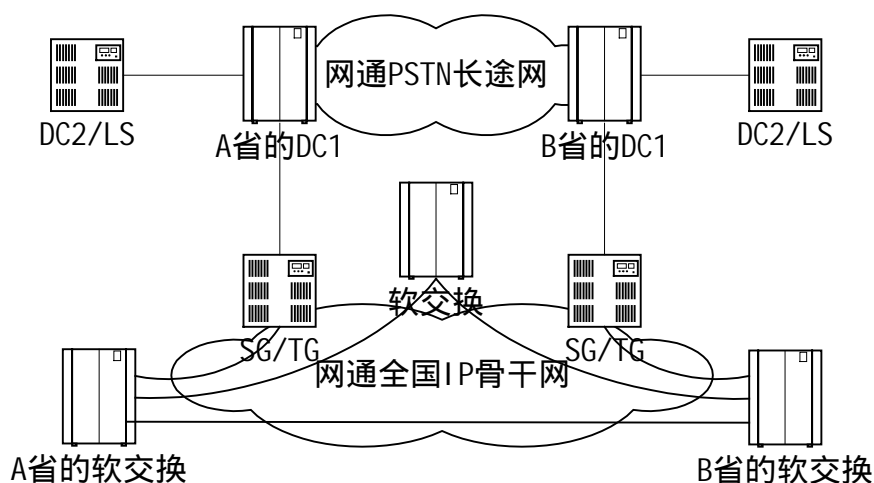 网通PSTN长途网
DC2/LS
A省的DC1
B省的DC1
DC2/LS
软交换
SG/TG
SG/TG
网通全国IP骨干网
A省的软交换
B省的软交换